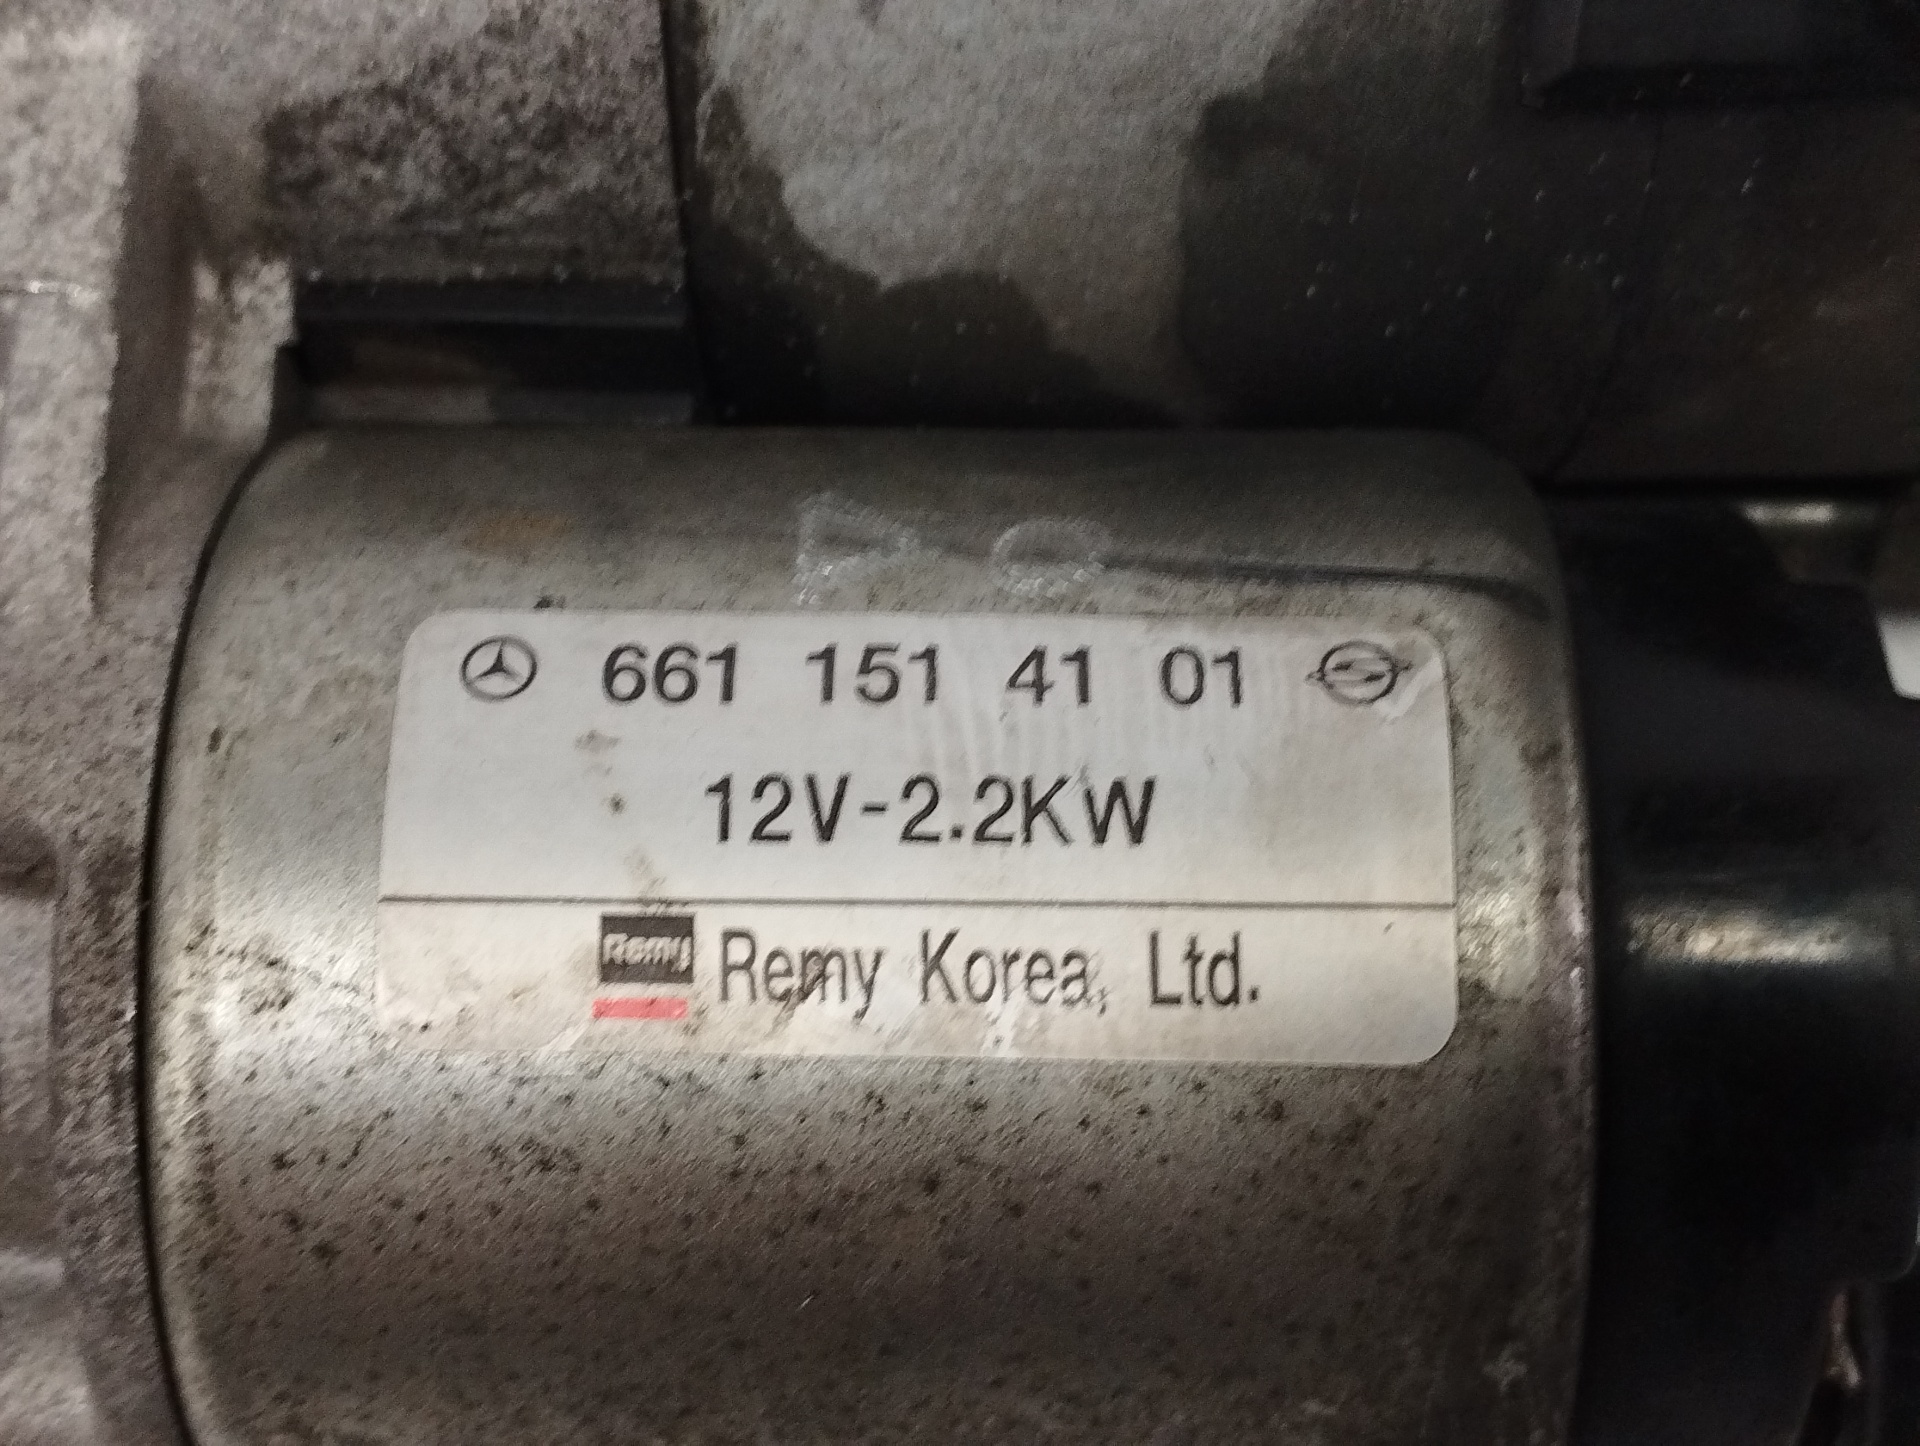 661 151 41 01
12V-2.2KW
Remy Remy Korea, Ltd.